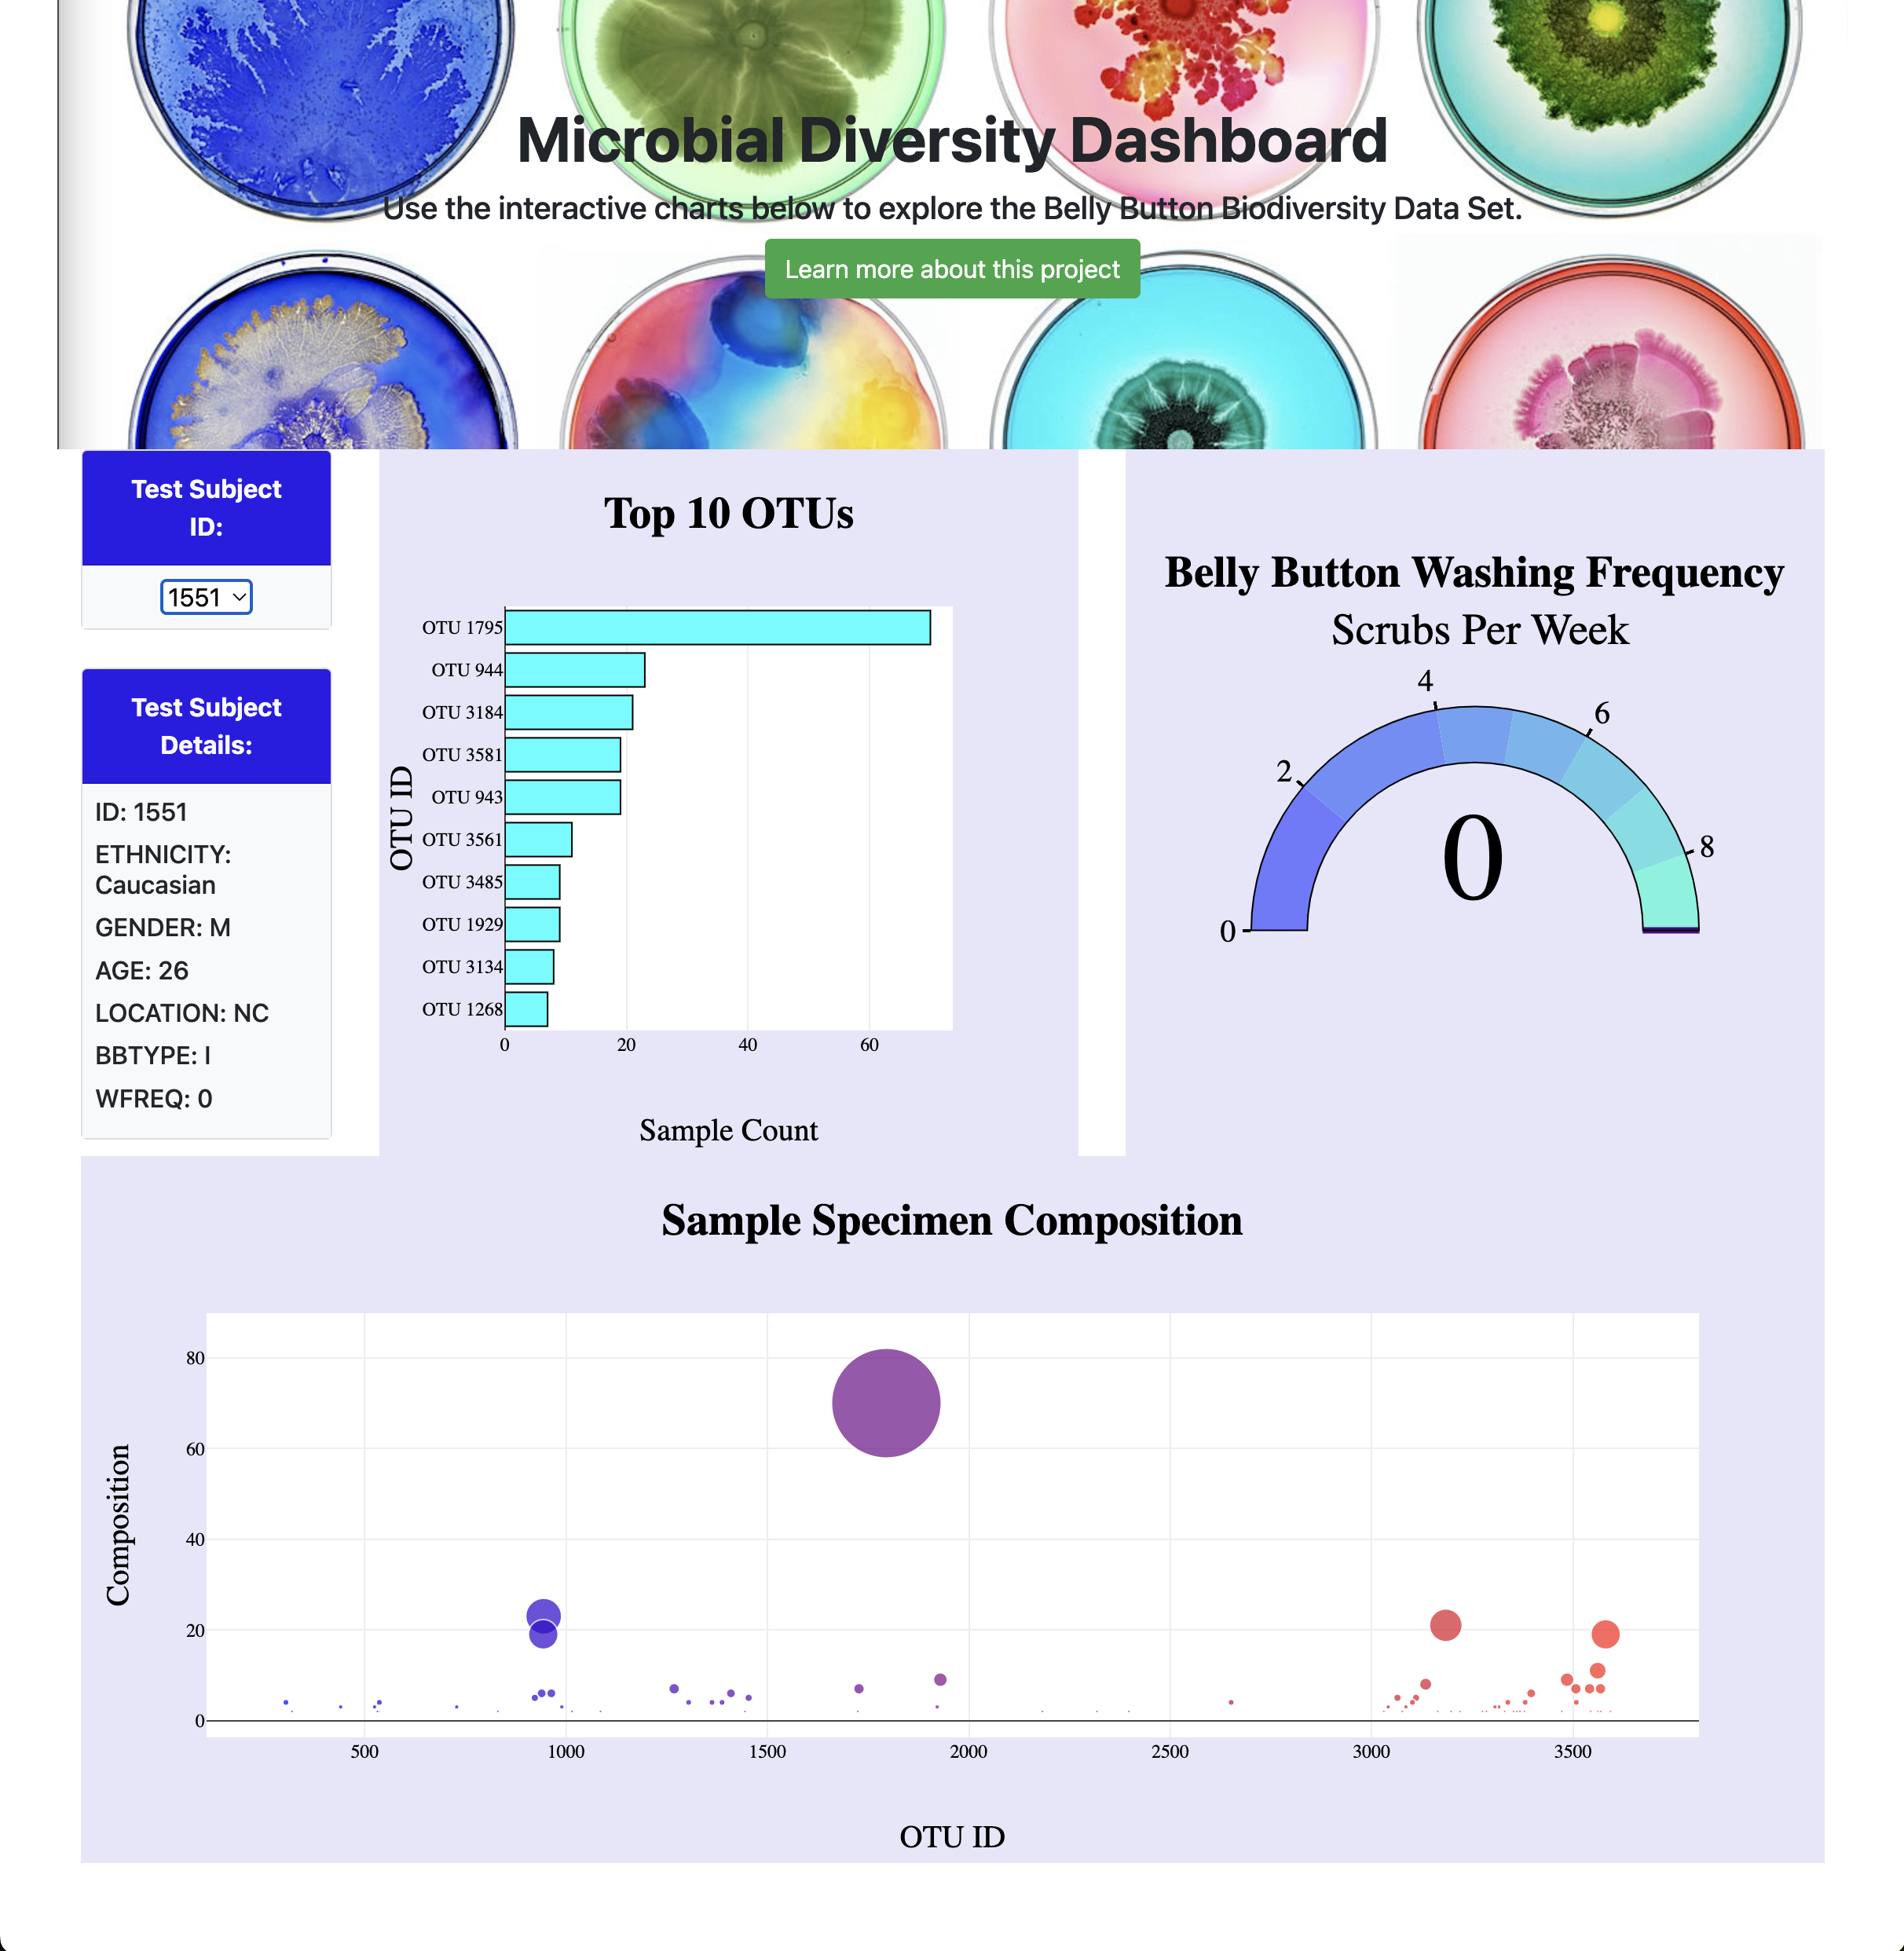 Microbial Diversity Dashboard
Use the interactive charts below to explore the Belly Button Biodiversity Data Set.
Learn more about this project
Test Subject
ID:
1551
Test Subject
Details:
ID: 1551
ETHNICITY:
Caucasian
GENDER: M
AGE: 26
LOCATION: NC
BBTYPE: I
WFREQ: 0
Top 10 OTUs
OTU ID
OTU 1795
OTU 944
OTU 3184
OTU 3581
OTU 943
OTU 3561
OTU 3485
OTU 1929
OTU 3134
OTU 1268
0 20 40 60
Sample Count
Belly Button Washing Frequency
Scrubs Per Week
0 2 4 6 8
0
Sample Specimen Composition
Composition
80
60
40
20
0
500 1000 1500 2000 2500 3000 3500
OTU ID